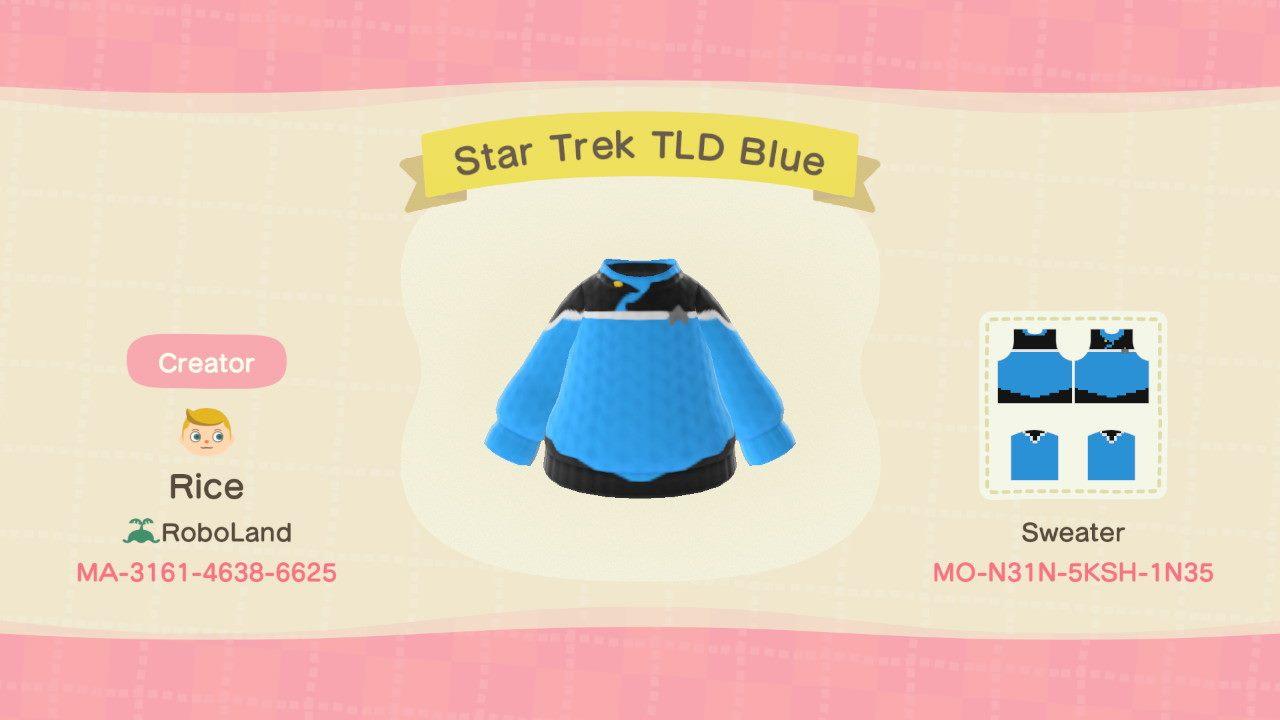 Star Trek TLD Blue
Creator
Rice
RoboLand
MA-3161-4638-6625
Sweater
MO-N31N-5KSH-1N35